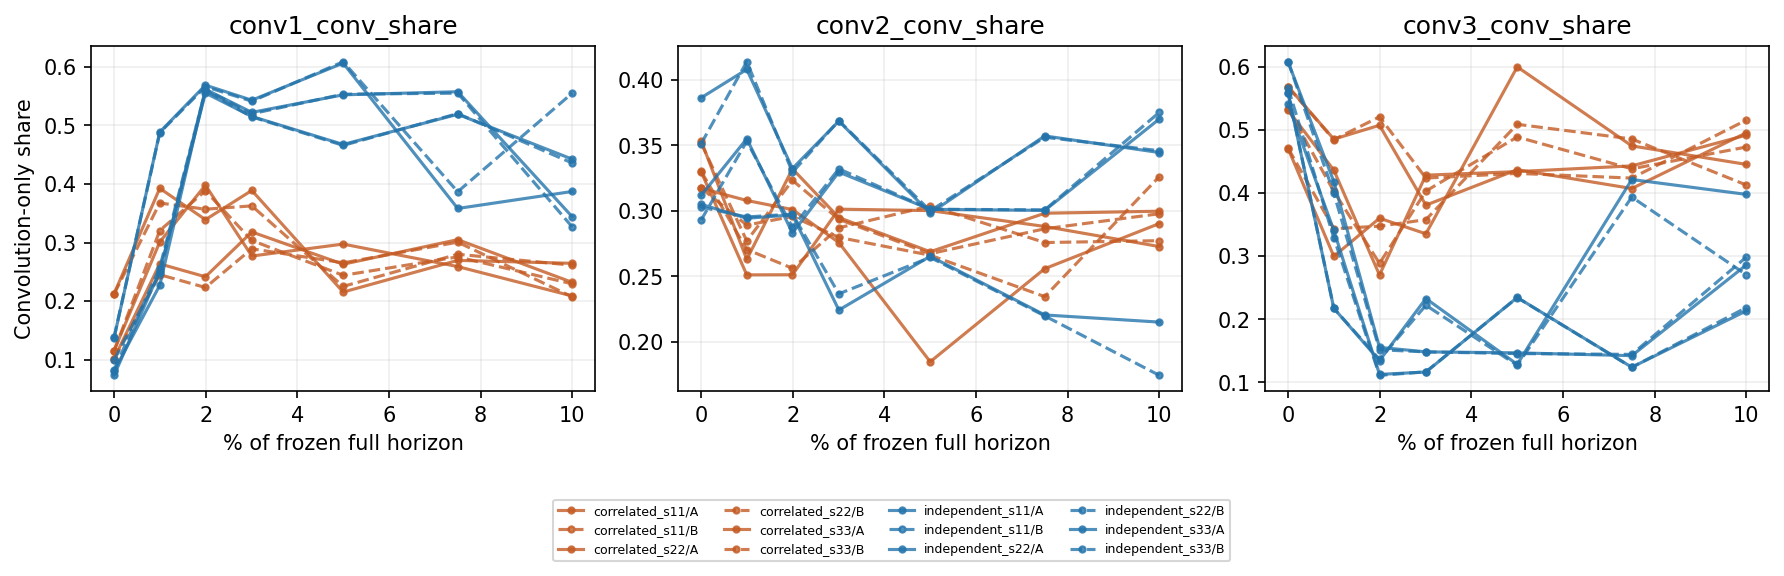 conv1_conv_share
conv2_conv_share
conv3_conv_share
Convolution-only share
0.6
0.5
0.4
0.3
0.2
0.1
0 2 4 6 8 10
% of frozen full horizon
0.40
0.35
0.30
0.25
0.20
0 2 4 6 8 10
% of frozen full horizon
0.6
0.5
0.4
0.3
0.2
0.1
0 2 4 6 8 10
% of frozen full horizon
correlated_s11/A
correlated_s11/B
correlated_s22/A
correlated_s22/B
correlated_s33/A
correlated_s33/B
independent_s11/A
independent_s11/B
independent_s22/A
independent_s22/B
independent_s33/A
independent_s33/B